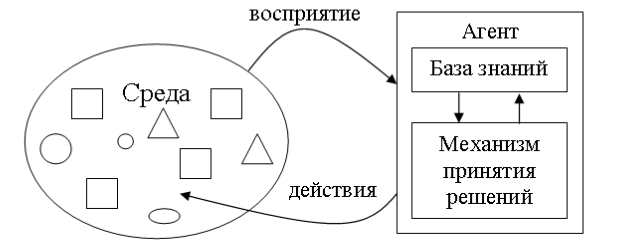 восприятие
Агент
База знаний
Среда
Механизм
принятия
решений
действия